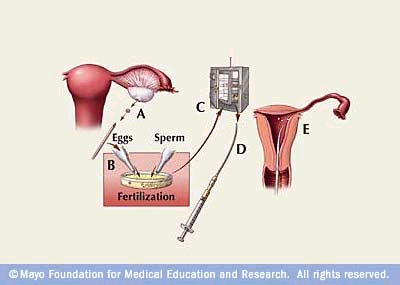 A
C
Eggs Sperm
E
B
D
Fertilization
© Mayo Foundation for Medical Education and Research. All rights reserved.